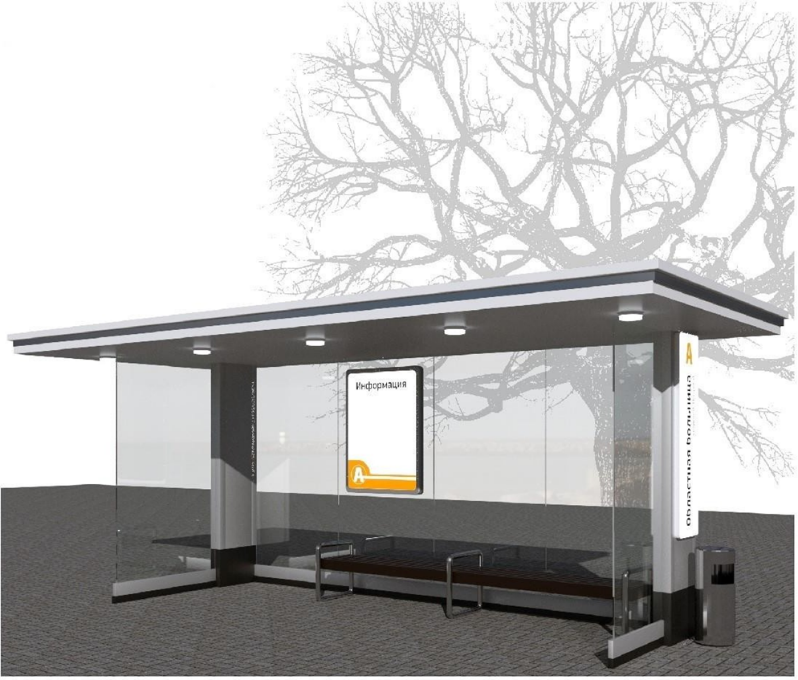 Информация
A
A
областная больница